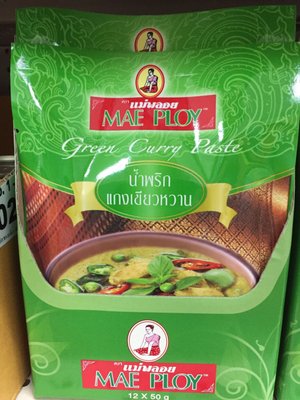 ตรา แม่พลอย
MAE PLOY™
Green Curry Paste
น้ำพริก
แกงเขียวหวาน
ตรา แม่พลอย
MAE PLOY™
12 X 50 g